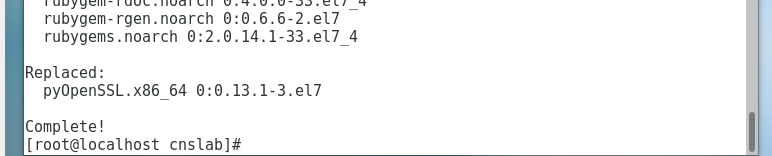 rubygem-rdoc.noarch 0:4.0.0-33.el7_4
rubygem-rgen.noarch 0:0.6.6-2.el7
rubygems.noarch 0:2.0.14.1-33.el7_4
Replaced:
pyOpenSSL.x86_64 0:0.13.1-3.el7
Complete!
[root@localhost cnslab]#